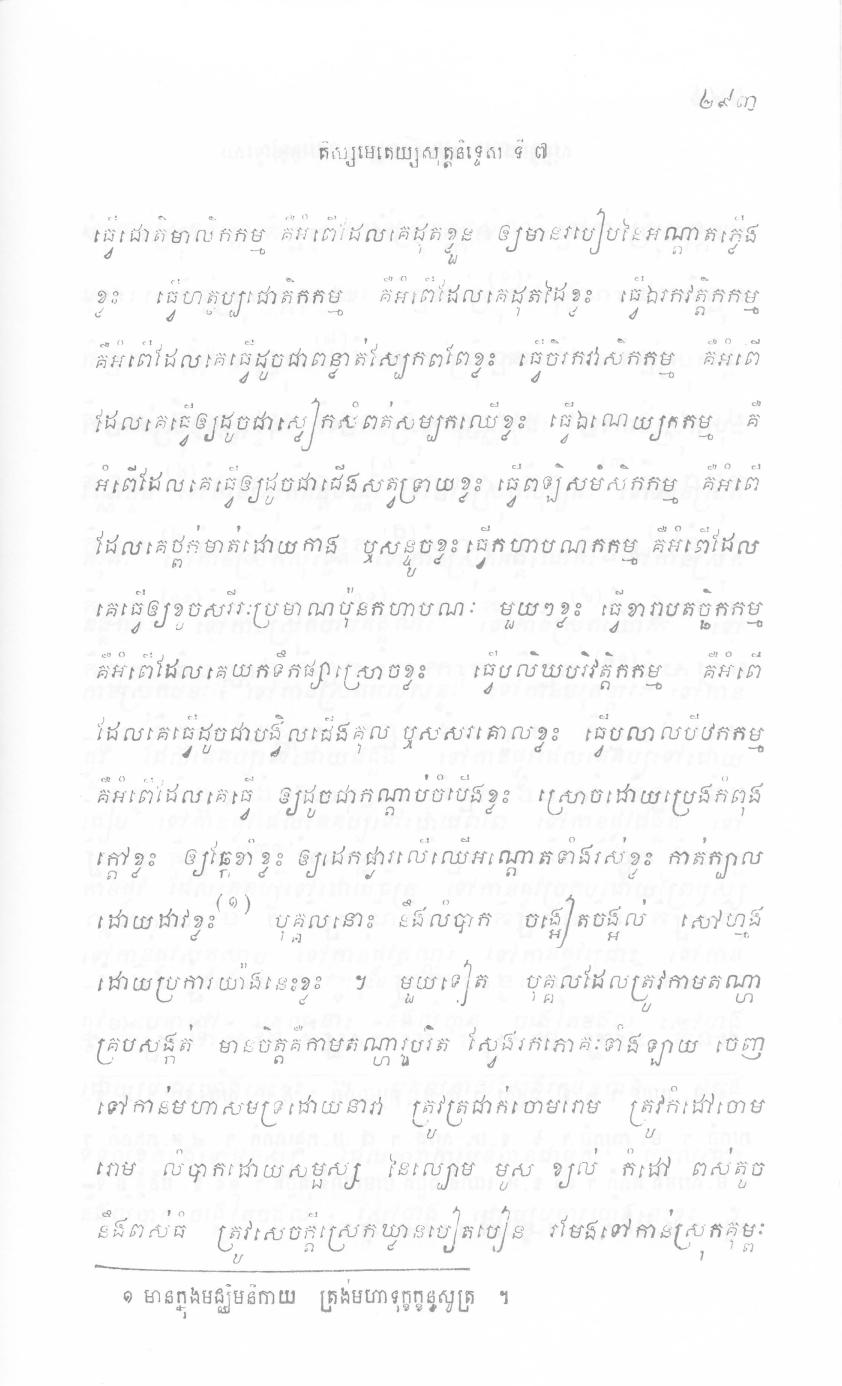 ២៩៣
តិស្សមេតេយ្យសុត្តនិទ្ទេស ទី ៧
ធ្វើជោតិមាលិកកម្ម គឺអំពើដែលគេដុតខ្លួន ឲ្យមានរបៀបនៃអណ្តាតភ្លើង
ខ្លះ ធ្វើហត្ថប្បជោតិកកម្ម គឺអំពើដែលគេដុតដៃខ្លះ ធ្វើឯរកវត្តិកកម្ម
គឺអំពើដែលគេធ្វើដូចជាពន្លាត់ស្បែកពពែខ្លះ ធ្វើចិរកវាសិកកម្ម គឺអំពើ
ដែលគេធ្វើឲ្យដូចជាស្លៀកសំពត់សម្បកឈើខ្លះ ធ្វើឯណេយ្យកកម្ម គឺ
អំពើដែលគេធ្វើឲ្យដូចជាជើងសត្វទ្រាយខ្លះ ធ្វើពឡិសមំសិកកម្ម គឺអំពើ
ដែលគេថ្ពក់មាត់ដោយកាង ឬសន្ទូចខ្លះ ធ្វើកហាបណកកម្ម គឺអំពើដែល
គេធ្វើឲ្យខូចសរីរៈប្រមាណប៉ុនកហាបណៈ មួយៗខ្លះ ធ្វើខារាបតច្ឆិកកម្ម
គឺអំពើដែលគេយកទឹកផ្សាស្រោចខ្លះ ធ្វើបលិឃបរិវត្តិកកម្ម គឺអំពើ
ដែលគេធ្វើដូចជាបង្វិលជើងគុល ឬសសរគោលខ្លះ ធ្វើបលាលបីឋកកម្ម
គឺអំពើដែលគេធ្វើ ឲ្យដូចជាកណ្តាប់ចំបើងខ្លះ ស្រោចដោយប្រេងកំពុង
ក្តៅខ្លះ ឲ្យឆ្កែខាំខ្លះ ឲ្យដេកផ្ងារលើឈើអណ្តោតទាំងរស់ខ្លះ កាត់ក្បាល
ដោយដាវខ្លះ(១) បុគ្គលនោះ នឹងលំបាក ចង្អៀតចង្អល់ សៅហ្មង
ដោយប្រការយ៉ាងនេះខ្លះ ។ មួយទៀត បុគ្គលដែលត្រូវកាមតណ្ហា
គ្របសង្កត់ មានចិត្តគឺកាមតណ្ហារួបរឹត ស្វែងរកភោគៈទាំងឡាយ ចេញ
ទៅកាន់មហាសមុទ្រដោយនាវា ត្រូវត្រជាក់ចោមរោម ត្រូវកំដៅចោម
រោម លំបាកដោយសម្ផស្ស នៃល្បោម មូស ខ្យល់ កំដៅ ពស់តូច
នឹងពស់ធំ ត្រូវសេចក្តីស្រេកឃ្លានបៀតបៀន រមែងទៅកាន់ស្រុកគុម្ពៈ
១ មានក្នុងមជ្ឈិមនិកាយ ត្រង់មហាទុក្ខក្ខន្ធសូត្រ ។